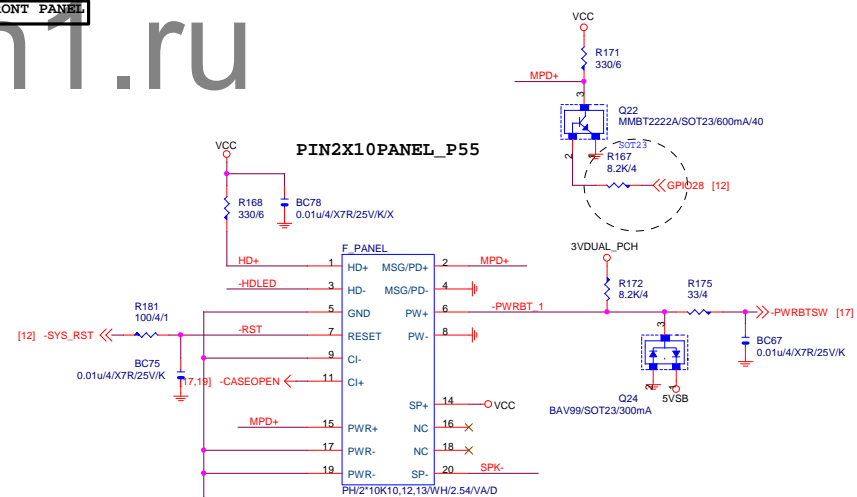 RONT PANEL
n1.ru
VCC
R171
330/6
MPD+
3
Q22
MMBT2222A/SOT23/600mA/40
SOT23
2
R167
8.2K/4
GPIO28 [12]
PIN2X10PANEL_P55
VCC
R168
330/6
BC78
0.01u/4/X7R/25V/K/X
3VDUAL_PCH
F_PANEL
HD+ 1 HD+ MSG/PD+ 2 MPD+
-HDLED 3 HD- MSG/PD- 4
5 GND PW+ 6 -PWRBT_1
R172
8.2K/4
R175
33/4
-PWRBTSW [17]
R181
100/4/1
[12] -SYS_RST
-RST 7 RESET PW- 8
3
BC67
0.01u/4/X7R/25V/K
9 CI-
BC75
0.01u/4/X7R/25V/K
[17,19] -CASEOPEN 11 CI+
2
1
Q24
5VSB
BAV99/SOT23/300mA
SP+ 14 VCC
MPD+ 15 PWR+ NC 16
17 PWR- NC 18
19 PWR- SP- 20 SPK-
PH/2*10K10,12,13/WH/2.54/VA/D